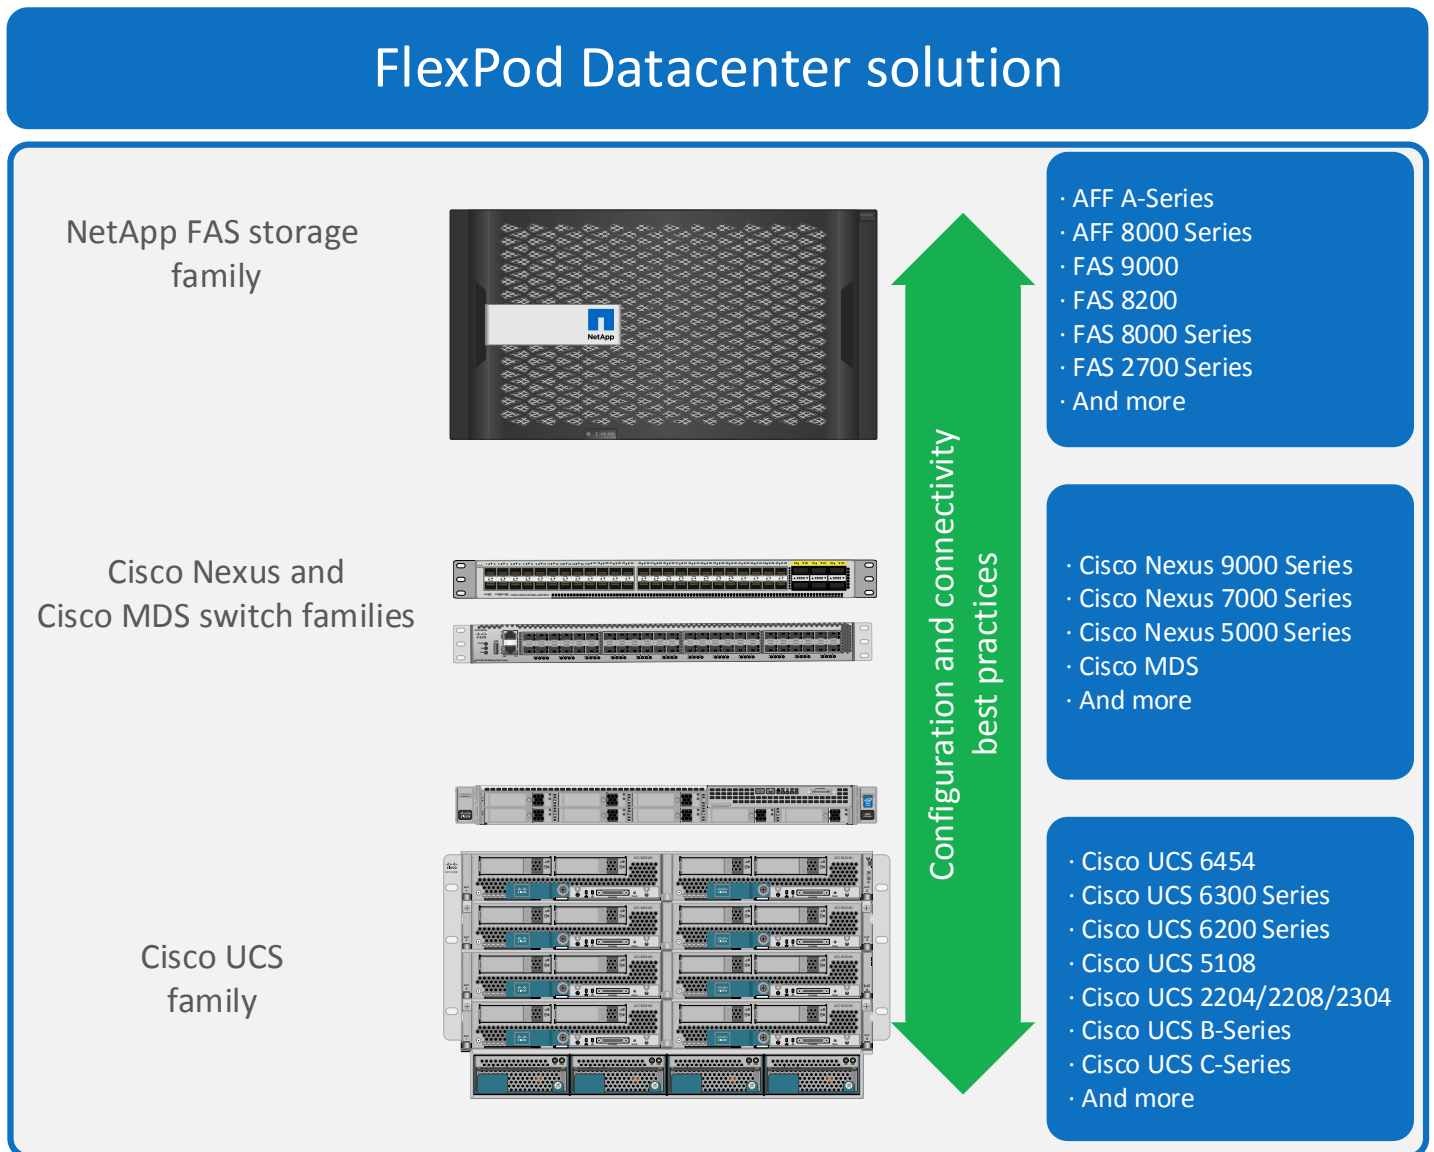 FlexPod Datacenter solution
NetApp FAS storage
family
NetApp
· AFF A-Series
· AFF 8000 Series
· FAS 9000
· FAS 8200
· FAS 8000 Series
· FAS 2700 Series
· And more
Configuration and connectivity
best practices
Cisco Nexus and
Cisco MDS switch families
· Cisco Nexus 9000 Series
· Cisco Nexus 7000 Series
· Cisco Nexus 5000 Series
· Cisco MDS
· And more
Cisco UCS
family
· Cisco UCS 6454
· Cisco UCS 6300 Series
· Cisco UCS 6200 Series
· Cisco UCS 5108
· Cisco UCS 2204/2208/2304
· Cisco UCS B-Series
· Cisco UCS C-Series
· And more